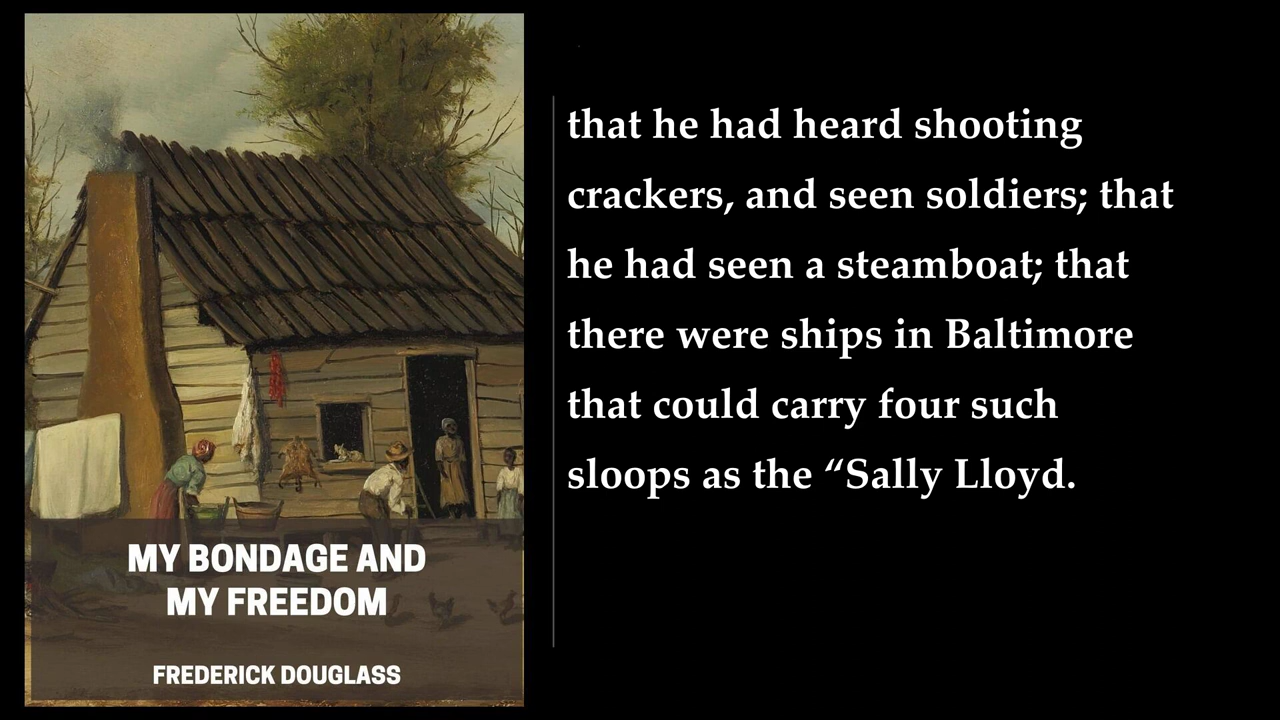 that he had heard shooting
crackers, and seen soldiers; that
he had seen a steamboat; that
there were ships in Baltimore
that could carry four such
sloops as the “Sally Lloyd.
MY BONDAGE AND
MY FREEDOM
FREDERICK DOUGLASS